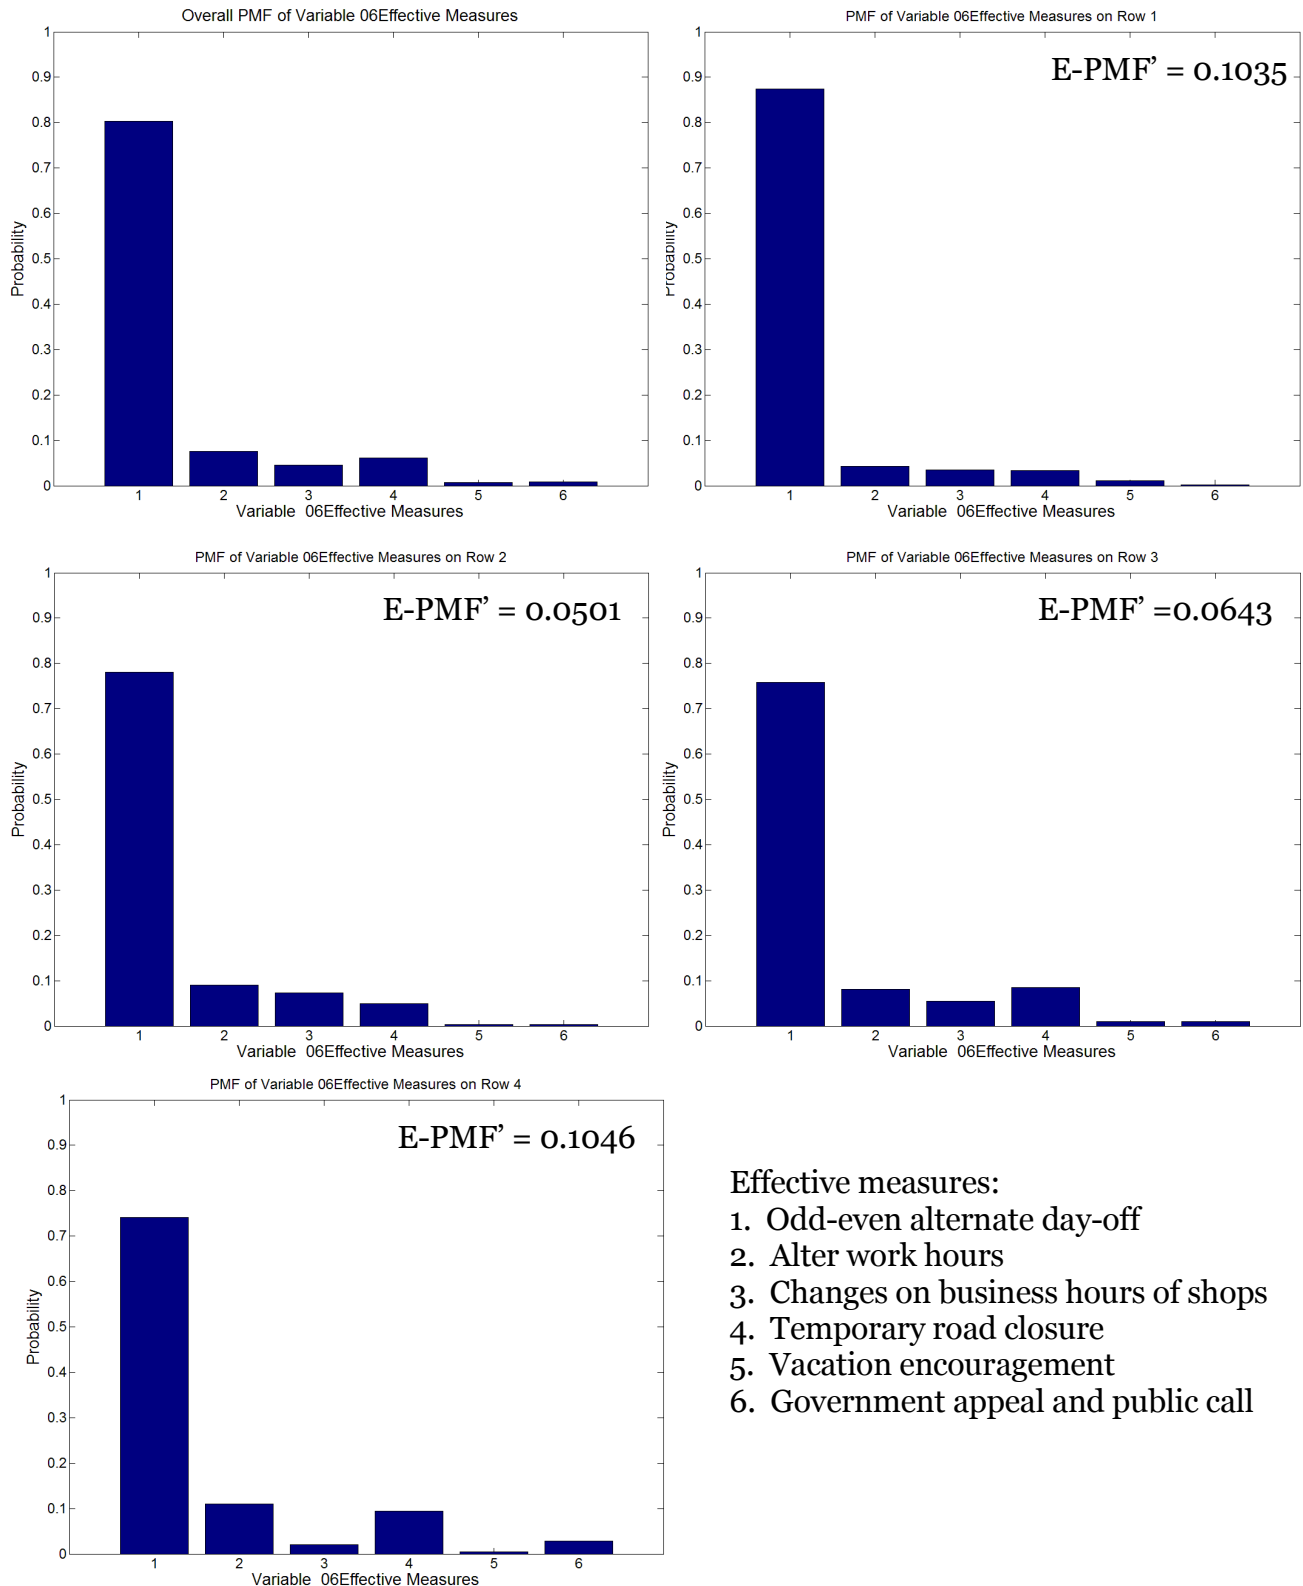 Overall PMF of Variable 06Effective Measures
1
0.9
0.8
0.7
0.6
0.5
0.4
0.3
0.2
0.1
0
Probability
1 2 3 4 5 6
Variable 06Effective Measures
PMF of Variable 06Effective Measures on Row 1
E-PMF’ = 0.1035
1
0.9
0.8
0.7
0.6
0.5
0.4
0.3
0.2
0.1
0
Probability
1 2 3 4 5 6
Variable 06Effective Measures
PMF of Variable 06Effective Measures on Row 2
E-PMF’ = 0.0501
1
0.9
0.8
0.7
0.6
0.5
0.4
0.3
0.2
0.1
0
Probability
1 2 3 4 5 6
Variable 06Effective Measures
PMF of Variable 06Effective Measures on Row 3
E-PMF’ =0.0643
1
0.9
0.8
0.7
0.6
0.5
0.4
0.3
0.2
0.1
0
Probability
1 2 3 4 5 6
Variable 06Effective Measures
PMF of Variable 06Effective Measures on Row 4
E-PMF’ = 0.1046
1
0.9
0.8
0.7
0.6
0.5
0.4
0.3
0.2
0.1
0
Probability
1 2 3 4 5 6
Variable 06Effective Measures
Effective measures:
1. Odd-even alternate day-off
2. Alter work hours
3. Changes on business hours of shops
4. Temporary road closure
5. Vacation encouragement
6. Government appeal and public call